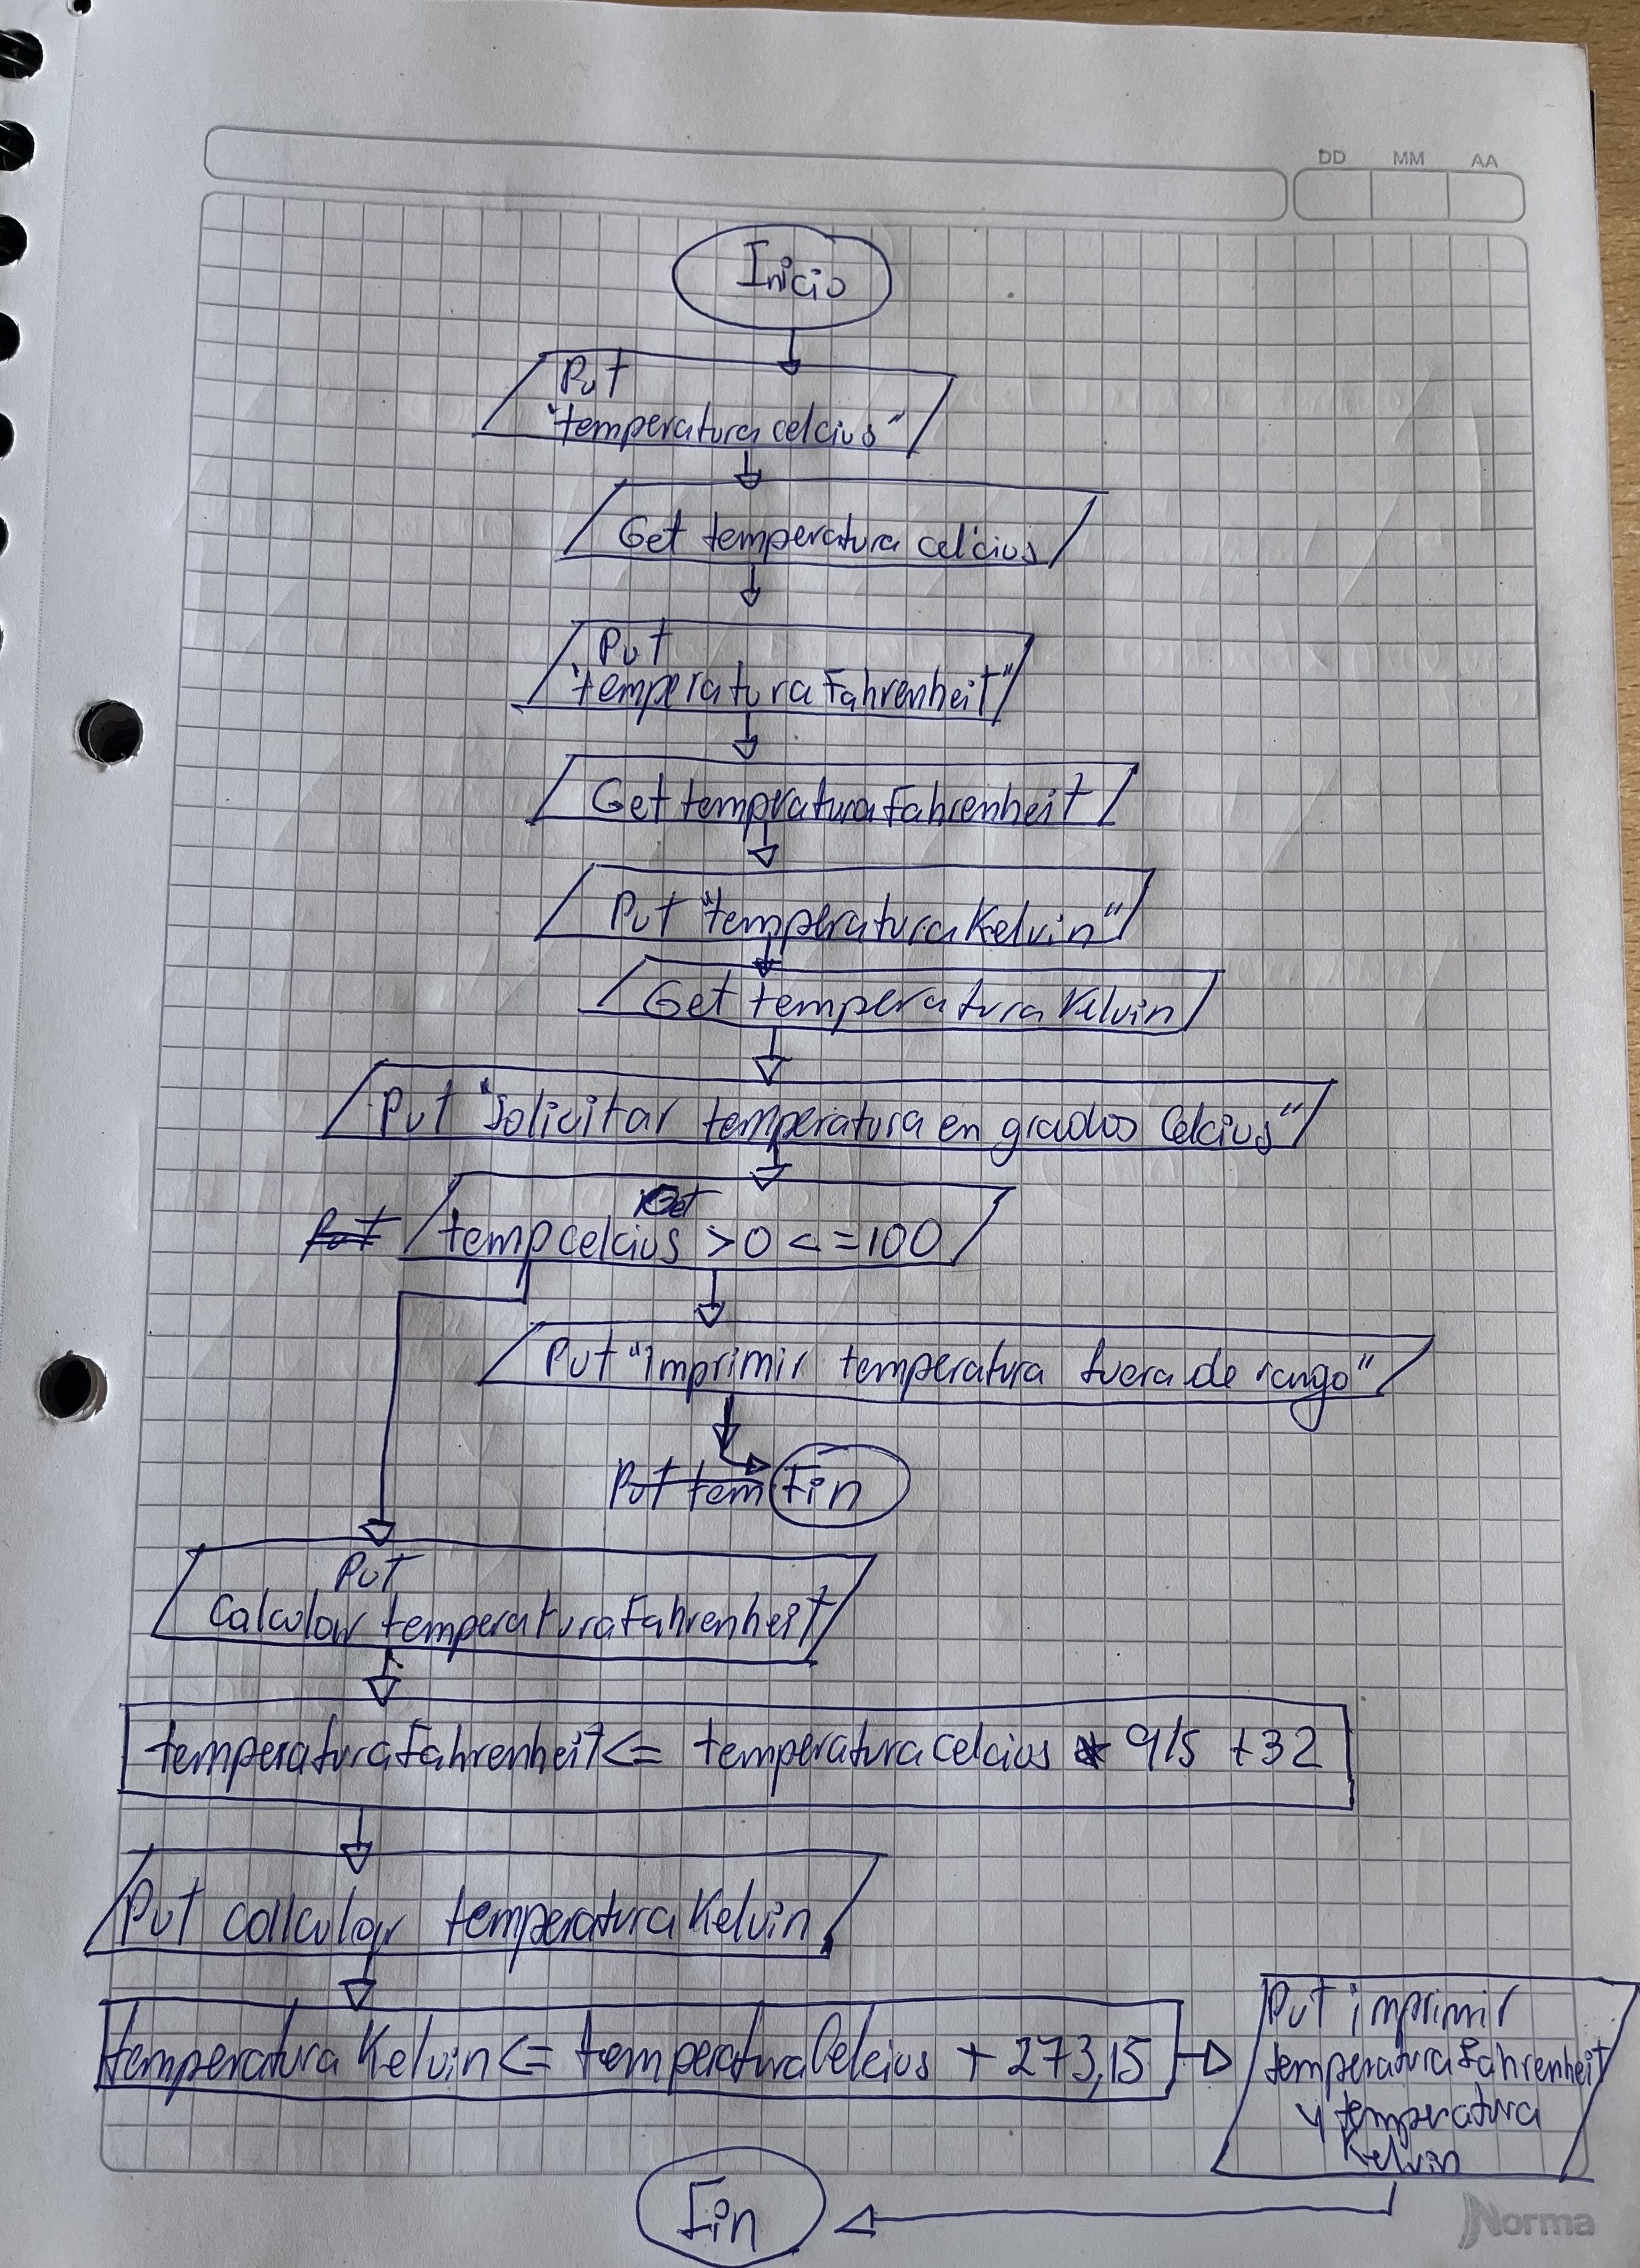 DD MM AA
Inicio
Put
"temperatura celcius"
Get temperatura celcius
Put
"temperatura Fahrenheit"
Get tempratura Fahrenheit
Put "temperatura Kelvin"
Get temperatura Kelvin
Put "Solicitar temperatura en grados Celcius"
Get
Put temp celcius >0 <=100
Put "imprimir temperatura fuera de rango"
Put tem Fin
Put
Calcular temperatura Fahrenheit
temperatura Fahrenheit <= temperatura celcius * 9/5 +32
Put calcular temperatura Kelvin
temperatura Kelvin <= temperatura Celcius + 273,15
Put imprimir
temperatura Fahrenheit
y temperatura
Kelvin
Fin
Norma